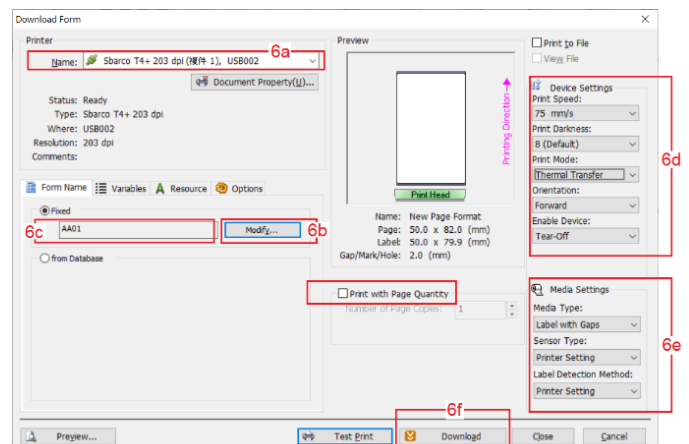 Download Form
Printer
Name: Sbarco T4+ 203 dpi (複件 1), USB002
6a
Document Property(U)...
Status: Ready
Type: Sbarco T4+ 203 dpi
Where: USB002
Resolution: 203 dpi
Comments:
Form Name
Variables
A Resource
Options
Fixed
6c
AA01
Modify...
6b
from Database
Preview
Printing Direction
Print Head
Name: New Page Format
Page: 50.0 x 82.0 (mm)
Label: 50.0 x 79.9 (mm)
Gap/Mark/Hole: 2.0 (mm)
Print with Page Quantity
Number of Page Copies: 1
Print to File
View File
Device Settings
Print Speed:
75 mm/s
Print Darkness:
8 (Default)
Print Mode:
Thermal Transfer
Orientation:
Forward
Enable Device:
Tear-Off
6d
Media Settings
Media Type:
Label with Gaps
Sensor Type:
Printer Setting
Label Detection Method:
Printer Setting
6e
6f
Preview...
Test Print
Download
Close
Cancel